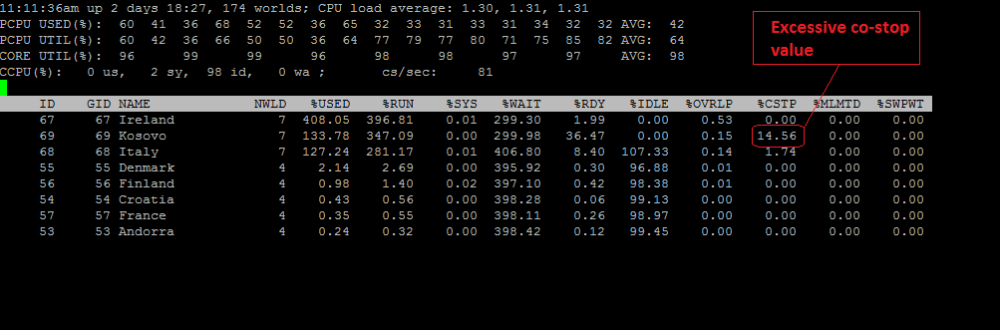 11:11:36am up 2 days 18:27, 174 worlds; CPU load average: 1.30, 1.31, 1.31
PCPU USED(%): 60 41 36 68 52 52 36 65 32 33 31 33 31 34 32 32 AVG: 42
PCPU UTIL(%): 60 42 36 66 50 50 36 64 77 79 77 80 71 75 85 82 AVG: 64
CORE UTIL(%): 96 99 99 96 98 98 97 97 AVG: 98
CCPU(%): 0 us, 2 sy, 98 id, 0 wa ; cs/sec: 81
Excessive co-stop
value
ID GID NAME NWLD %USED %RUN %SYS %WAIT %RDY %IDLE %OVRLP %CSTP %MLMTD %SWPWT
67 67 Ireland 7 408.05 396.81 0.01 299.30 1.99 0.00 0.53 0.00 0.00 0.00
69 69 Kosovo 7 133.78 347.09 0.00 299.98 36.47 0.00 0.15 14.56 0.00 0.00
68 68 Italy 7 127.24 281.17 0.01 406.80 8.40 107.33 0.14 1.74 0.00 0.00
55 55 Denmark 4 2.14 2.69 0.00 395.92 0.30 96.88 0.01 0.00 0.00 0.00
56 56 Finland 4 0.98 1.40 0.02 397.10 0.42 98.38 0.01 0.00 0.00 0.00
54 54 Croatia 4 0.43 0.56 0.00 398.28 0.06 99.13 0.00 0.00 0.00 0.00
57 57 France 4 0.35 0.55 0.00 398.11 0.26 98.97 0.00 0.00 0.00 0.00
53 53 Andorra 4 0.24 0.32 0.00 398.42 0.12 99.45 0.00 0.00 0.00 0.00